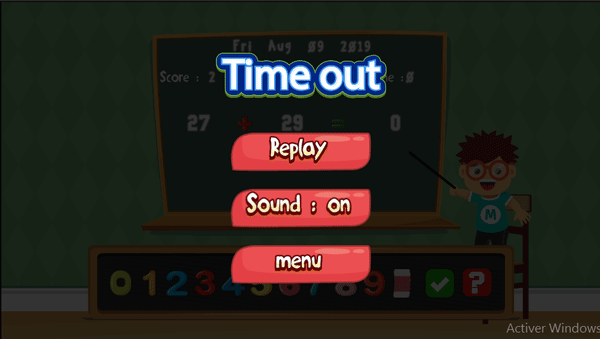 Fri Aug 09 2019
Time out
Score : 2
:0
27 + 29 = 0
Replay
Sound : on
M
menu
0 1 2 3 4 5 6 7 8 9 ?
Activer Windows